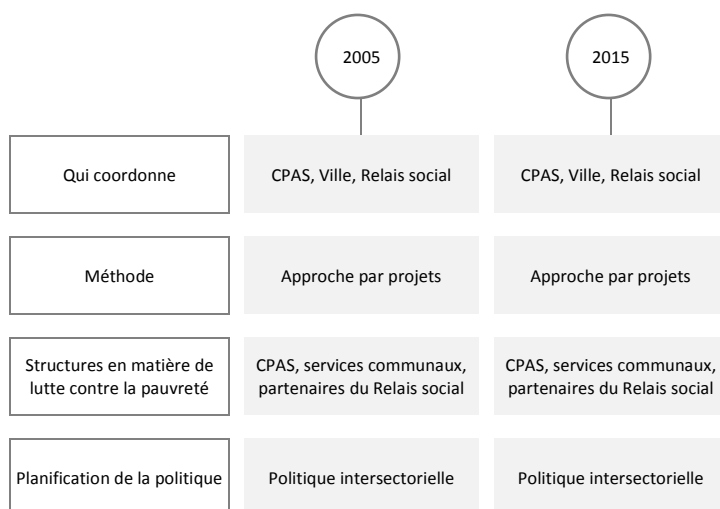 2005
2015
Qui coordonne
CPAS, Ville, Relais social
CPAS, Ville, Relais social
Méthode
Approche par projets
Approche par projets
Structures en matière de
lutte contre la pauvreté
CPAS, services communaux,
partenaires du Relais social
CPAS, services communaux,
partenaires du Relais social
Planification de la politique
Politique intersectorielle
Politique intersectorielle